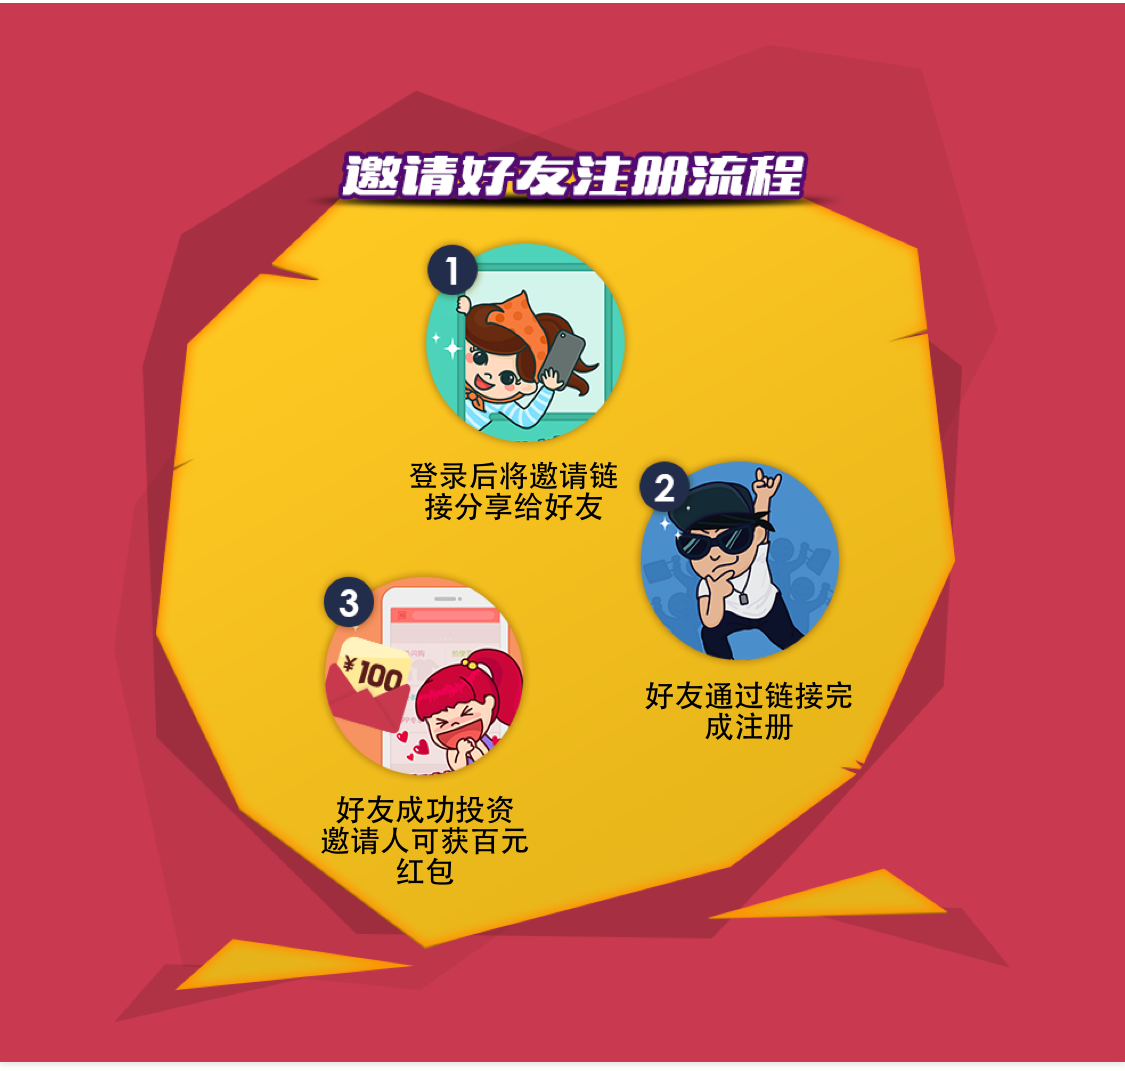 邀请好友注册流程
1
登录后将邀请链
接分享给好友
2
好友通过链接完
成注册
3
¥100
好友成功投资
邀请人可获百元
红包